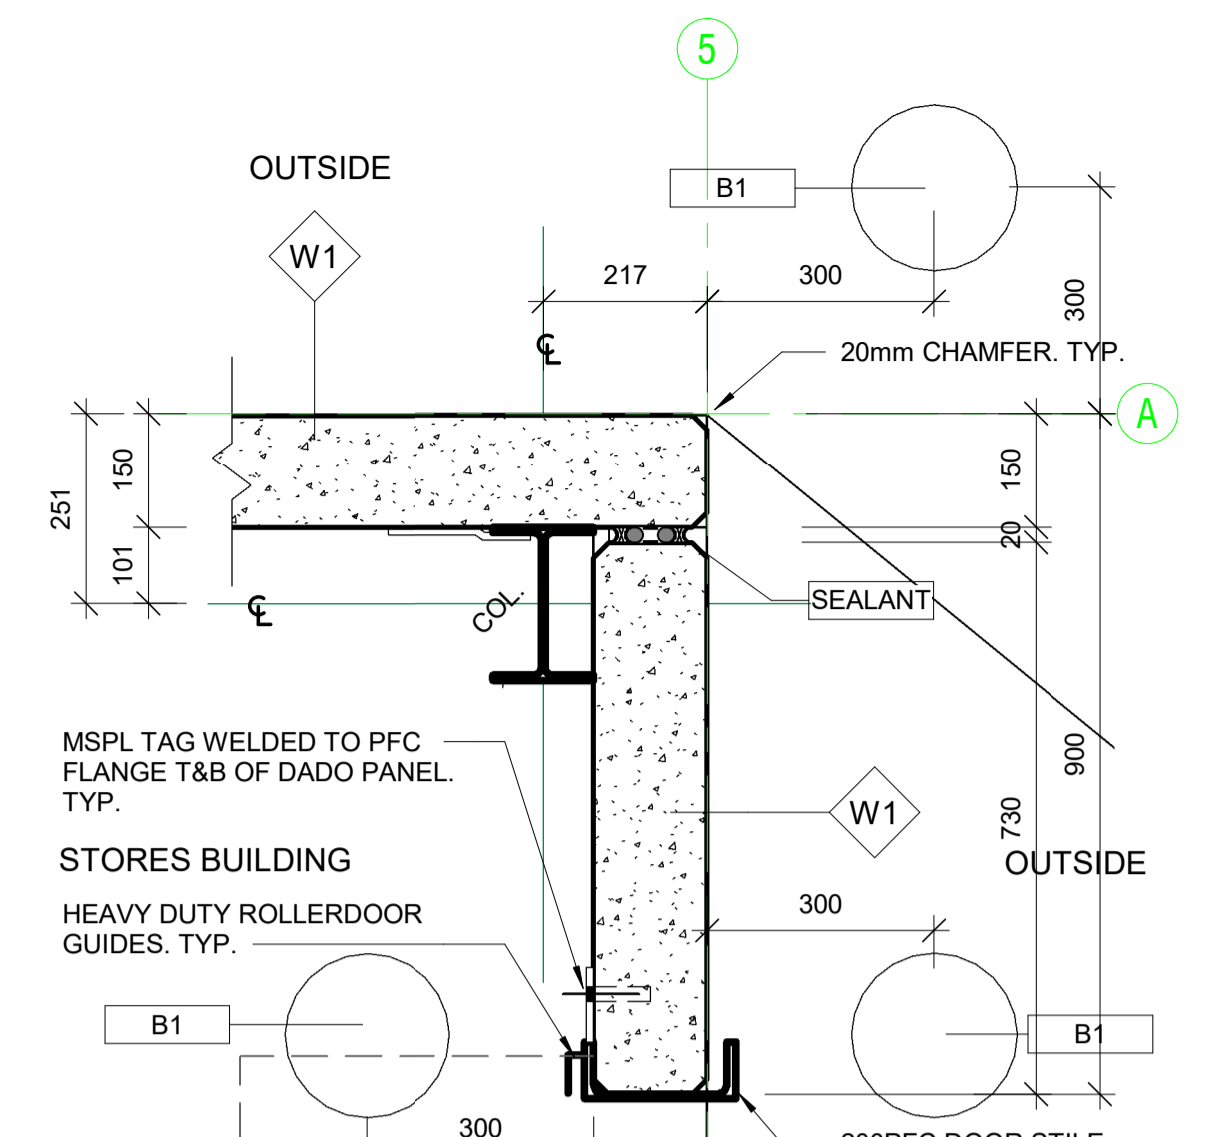 5
OUTSIDE
B1
W1
217
300
300
℄
20mm CHAMFER. TYP.
A
150
251
150
101
20
℄
COL.
SEALANT
MSPL TAG WELDED TO PFC
FLANGE T&B OF DADO PANEL.
TYP.
900
W1
730
STORES BUILDING
OUTSIDE
HEAVY DUTY ROLLERDOOR
GUIDES. TYP.
300
B1
B1
300